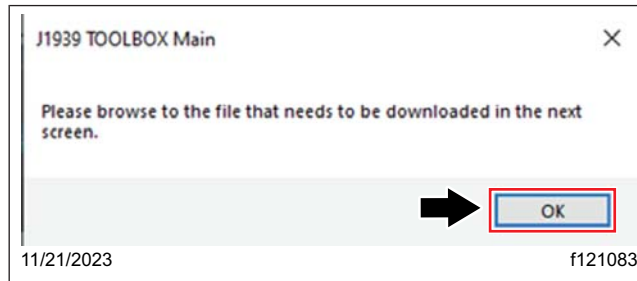 J1939 TOOLBOX Main
Please browse to the file that needs to be downloaded in the next
screen.
OK
11/21/2023 f121083